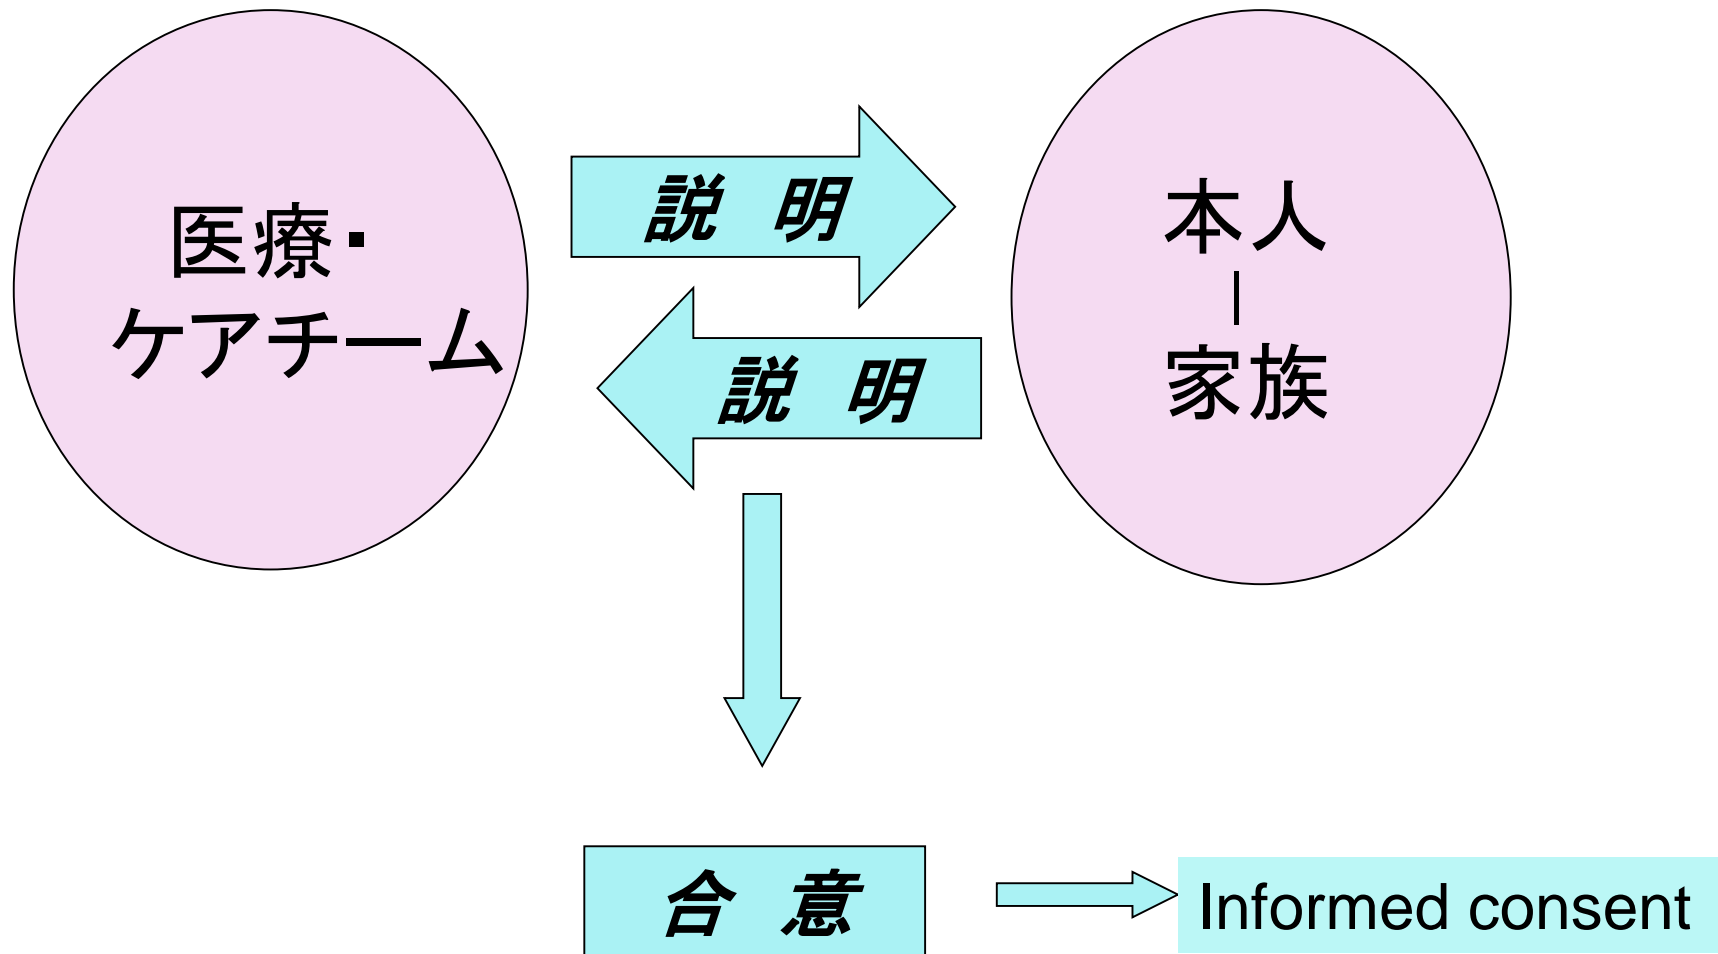 医療・
ケアチーム
説 明
説 明
本人
家族
合 意
Informed consent